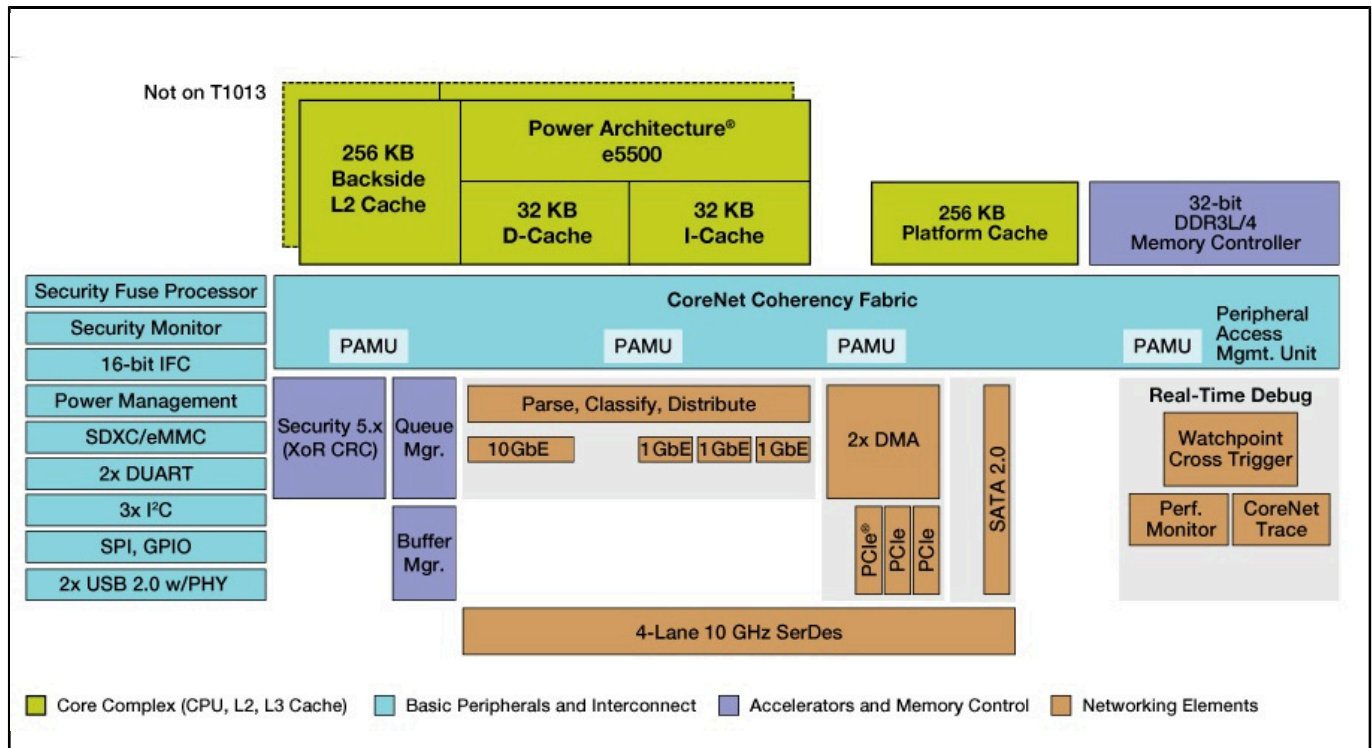 Not on T1013
256 KB
Backside
L2 Cache
Power Architecture®
e5500
32 KB
D-Cache
32 KB
I-Cache
256 KB
Platform Cache
32-bit
DDR3L/4
Memory Controller
Security Fuse Processor
Security Monitor
16-bit IFC
Power Management
SDXC/eMMC
2x DUART
3x I²C
SPI, GPIO
2x USB 2.0 w/PHY
CoreNet Coherency Fabric
PAMU
PAMU
PAMU
PAMU
Peripheral
Access
Mgmt. Unit
Security 5.x
(XoR CRC)
Queue
Mgr.
Buffer
Mgr.
Parse, Classify, Distribute
10GbE
1GbE
1GbE
1GbE
2x DMA
PCIe®
PCIe
PCIe
SATA 2.0
Real-Time Debug
Watchpoint
Cross Trigger
Perf.
Monitor
CoreNet
Trace
4-Lane 10 GHz SerDes
Core Complex (CPU, L2, L3 Cache)
Basic Peripherals and Interconnect
Accelerators and Memory Control
Networking Elements